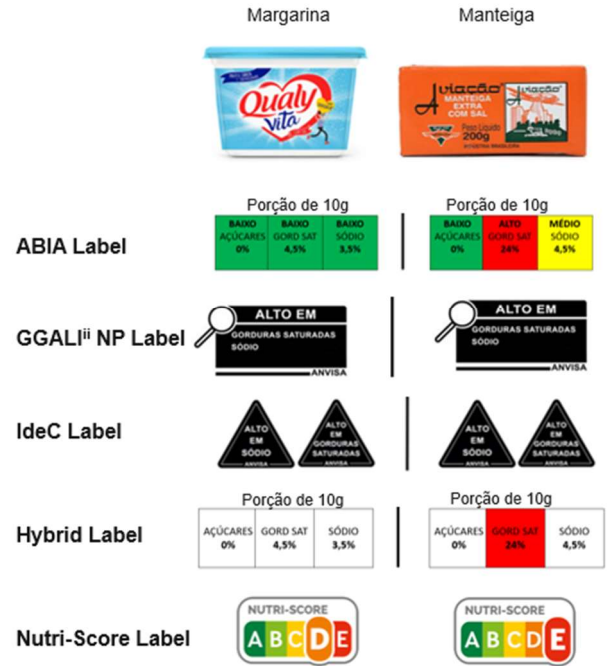 Margarina Manteiga
Qualy
Vita
Aviação
MANTEIGA
EXTRA
COM SAL
Peso Líquido
200g
INDÚSTRIA BRASILEIRA
Porção de 10g Porção de 10g
ABIA Label
BAIXO BAIXO BAIXO
AÇÚCARES GORD SAT SÓDIO
0% 4,5% 3,5%
BAIXO ALTO MÉDIO
AÇÚCARES GORD SAT SÓDIO
0% 24% 4,5%
GGALIⁱⁱ NP Label
ALTO EM
GORDURAS SATURADAS
SÓDIO
ANVISA
ALTO EM
GORDURAS SATURADAS
SÓDIO
ANVISA
IdeC Label
ALTO
EM
SÓDIO
ANVISA
ALTO
EM
GORDURAS
SATURADAS
ANVISA
ALTO
EM
SÓDIO
ANVISA
ALTO
EM
GORDURAS
SATURADAS
ANVISA
Porção de 10g Porção de 10g
Hybrid Label
AÇÚCARES GORD SAT SÓDIO
0% 4,5% 3,5%
AÇÚCARES GORD SAT SÓDIO
0% 24% 4,5%
Nutri-Score Label
NUTRI-SCORE
A B C D E
NUTRI-SCORE
A B C D E